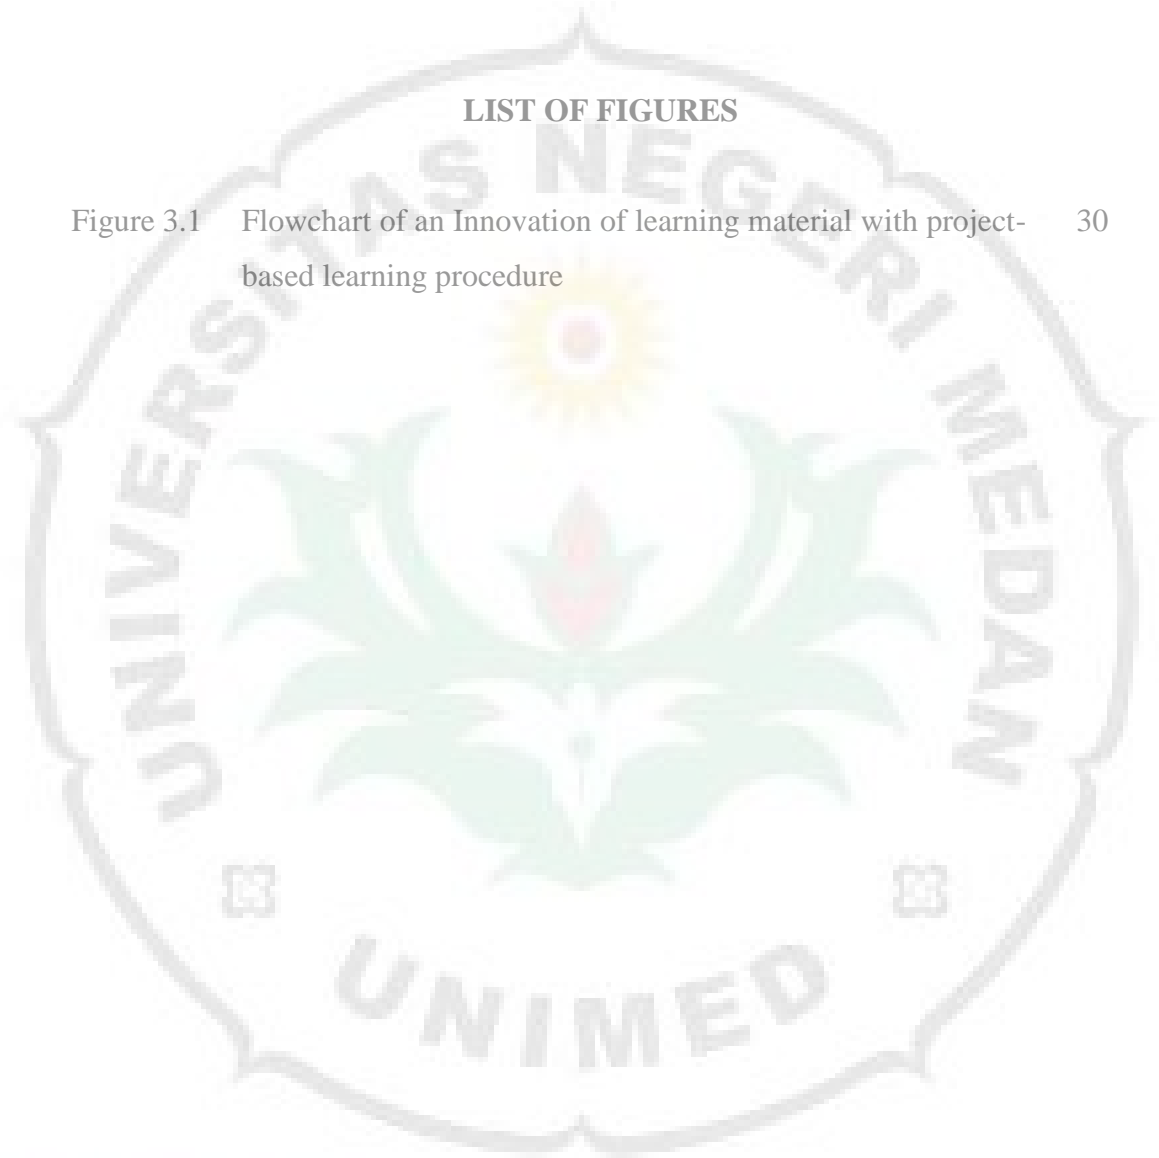 LIST OF FIGURES
Figure 3.1 Flowchart of an Innovation of learning material with project- 30
based learning procedure
UNIVERSITAS NEGERI MEDAN
UNIMED